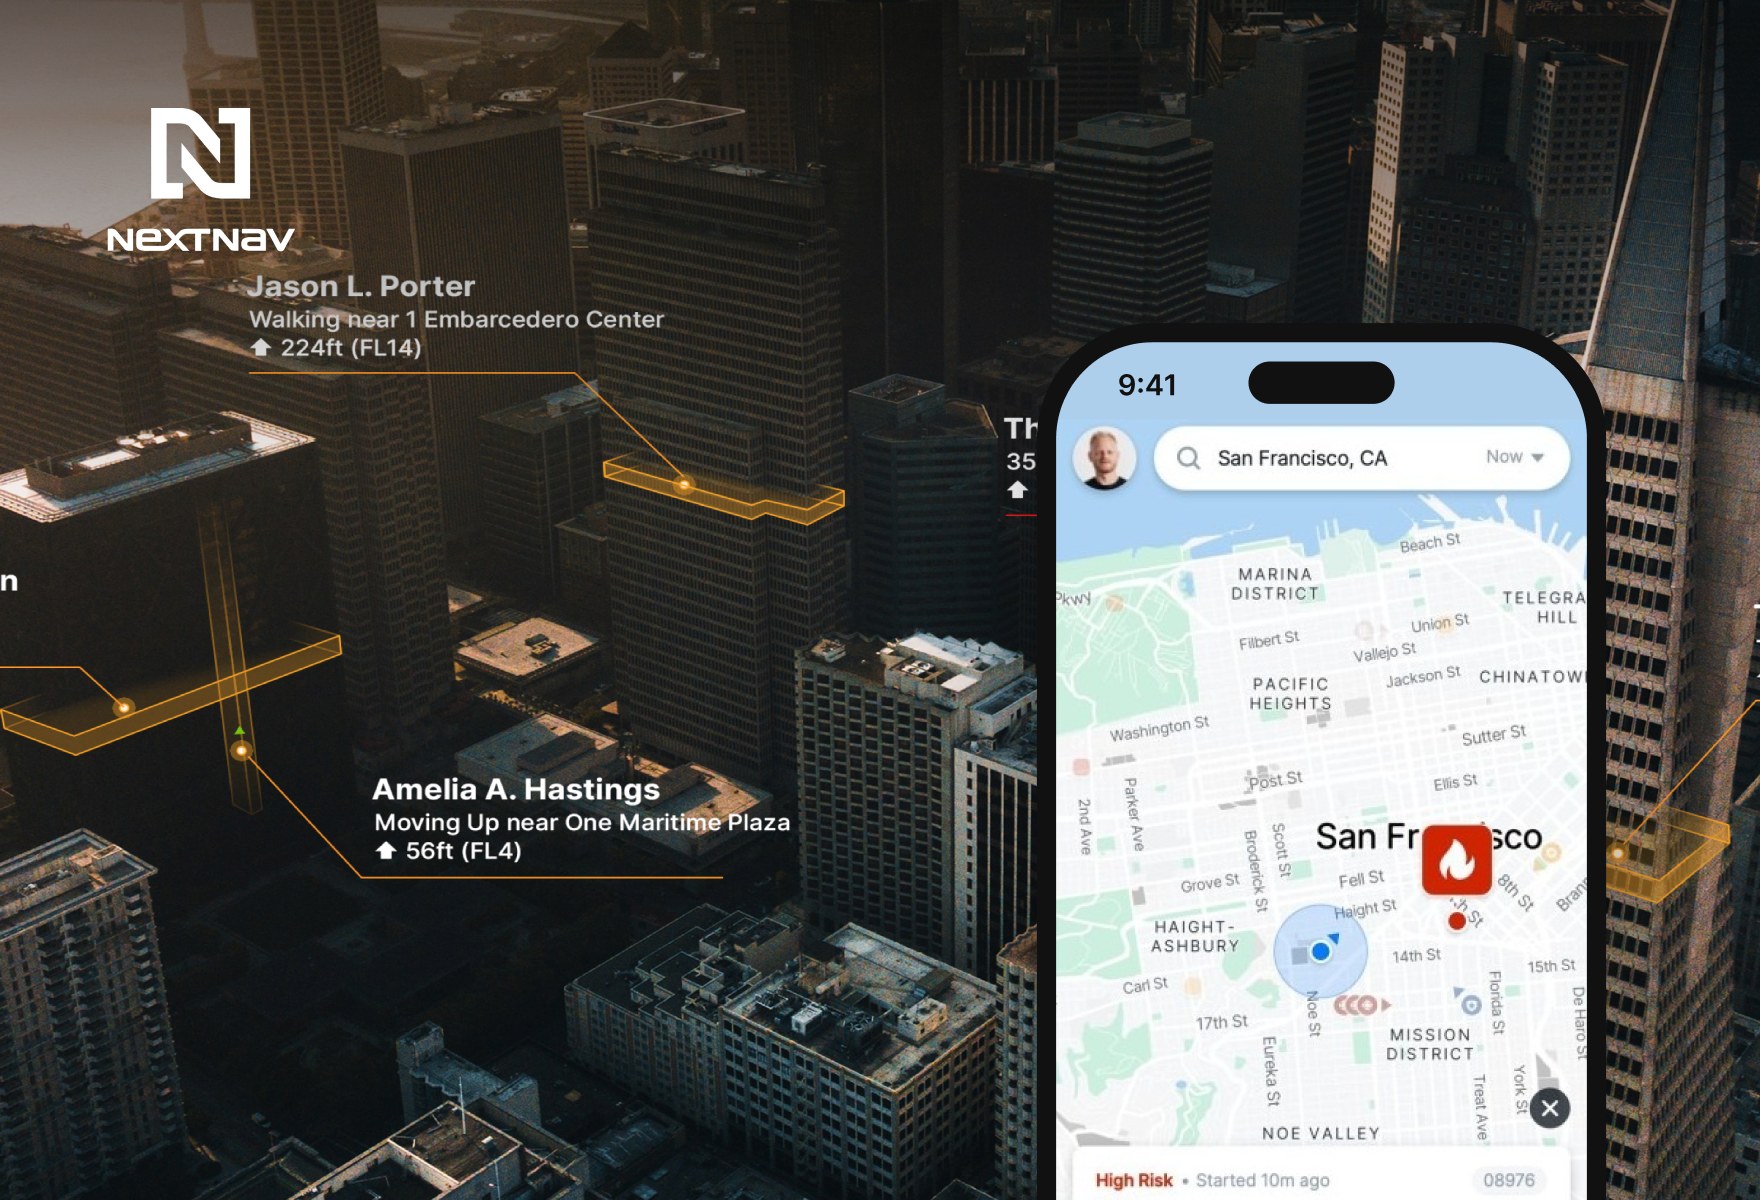 NEXTNAV
Jason L. Porter
Walking near 1 Embarcedero Center
224ft (FL14)
Th
35
n
Amelia A. Hastings
Moving Up near One Maritime Plaza
56ft (FL4)
9:41
San Francisco, CA
Now
Beach St
MARINA
DISTRICT
Pkwy
TELEGRA
HILL
Union St
Filbert St
Vallejo St
Jackson St
CHINATOW
PACIFIC
HEIGHTS
Washington St
Sutter St
Post St
Ellis St
2nd Ave
Parker Ave
Broderick St
Scott St
San Fr sco
Grove St
Fell St
8th St
Brann
Haight St
HAIGHT-
ASHBURY
14th St
15th St
Carl St
17th St
Noe St
Florida St
De Haro St
MISSION
DISTRICT
Eureka St
Treat Ave
York St
NOE VALLEY
High Risk • Started 10m ago
08976